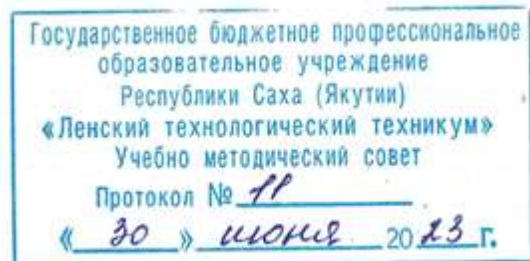 Государственное бюджетное профессиональное
образовательное учреждение
Республики Саха (Якутии)
«Ленский технологический техникум»
Учебно методический совет
Протокол № 11
« 30 » июня 20 23 г.